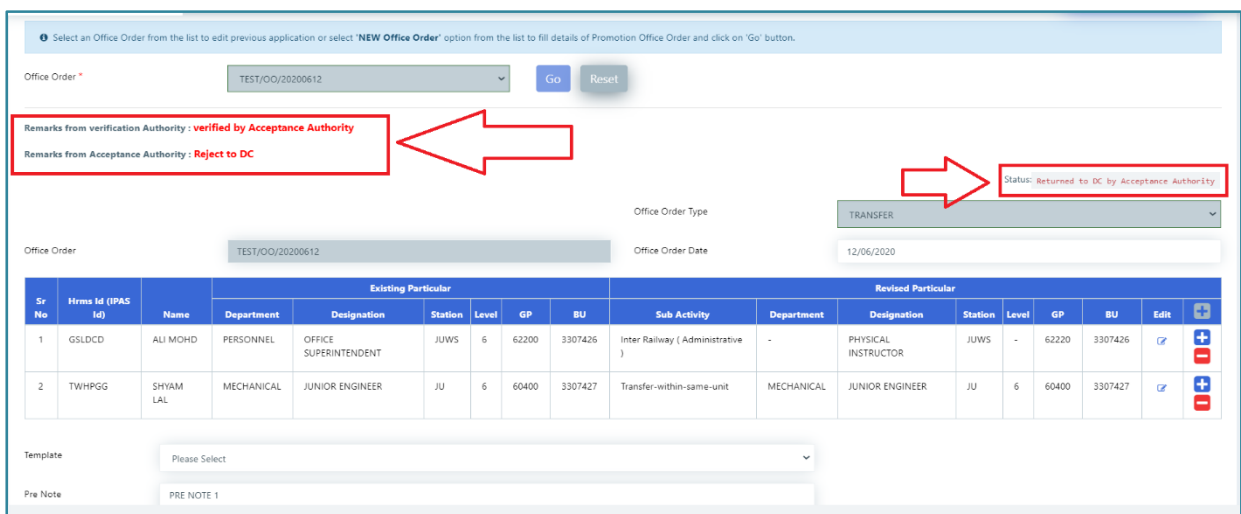 Select an Office Order from the list to edit previous application or select 'NEW Office Order' option from the list to fill details of Promotion Office Order and click on 'Go' button.
Office Order * TEST/OO/20200612 Go Reset
Remarks from verification Authority : verified by Acceptance Authority
Remarks from Acceptance Authority : Reject to DC
Status: Returned to DC by Acceptance Authority
Office Order Type TRANSFER
Office Order TEST/OO/20200612 Office Order Date 12/06/2020
Existing Particular Revised Particular
Sr No Hrms Id (IPAS Id) Name Department Designation Station Level GP BU Sub Activity Department Designation Station Level GP BU Edit
1 GSLDCD ALI MOHD PERSONNEL OFFICE SUPERINTENDENT JUWS 6 62200 3307426 Inter Railway ( Administrative ) - PHYSICAL INSTRUCTOR JUWS - 62220 3307426
2 TWHPGG SHYAM LAL MECHANICAL JUNIOR ENGINEER JU 6 60400 3307427 Transfer-within-same-unit MECHANICAL JUNIOR ENGINEER JU 6 60400 3307427
Template Please Select
Pre Note PRE NOTE 1